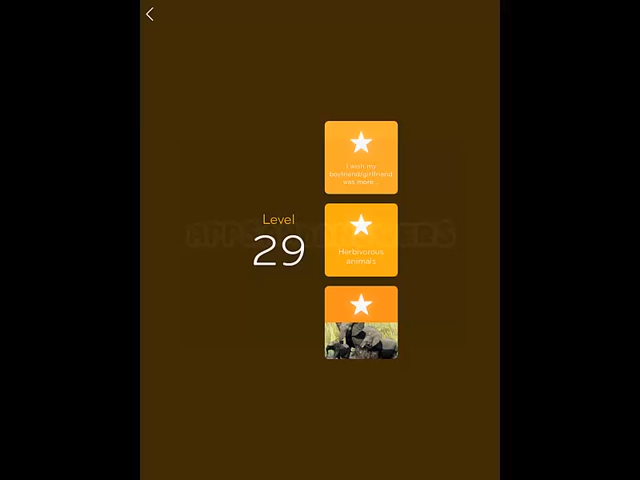 I wish my
boyfriend/girlfriend
was more...
Level
29
Herbivorous
animals